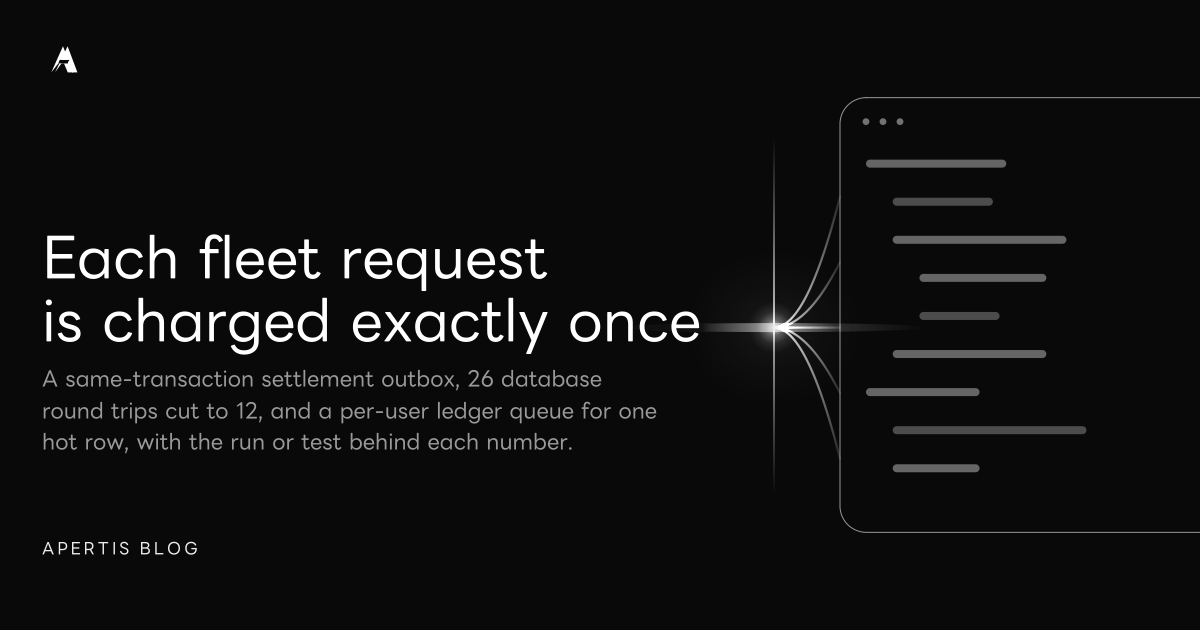 Each fleet request
is charged exactly once
A same-transaction settlement outbox, 26 database
round trips cut to 12, and a per-user ledger queue for one
hot row, with the run or test behind each number.
APERTIS BLOG